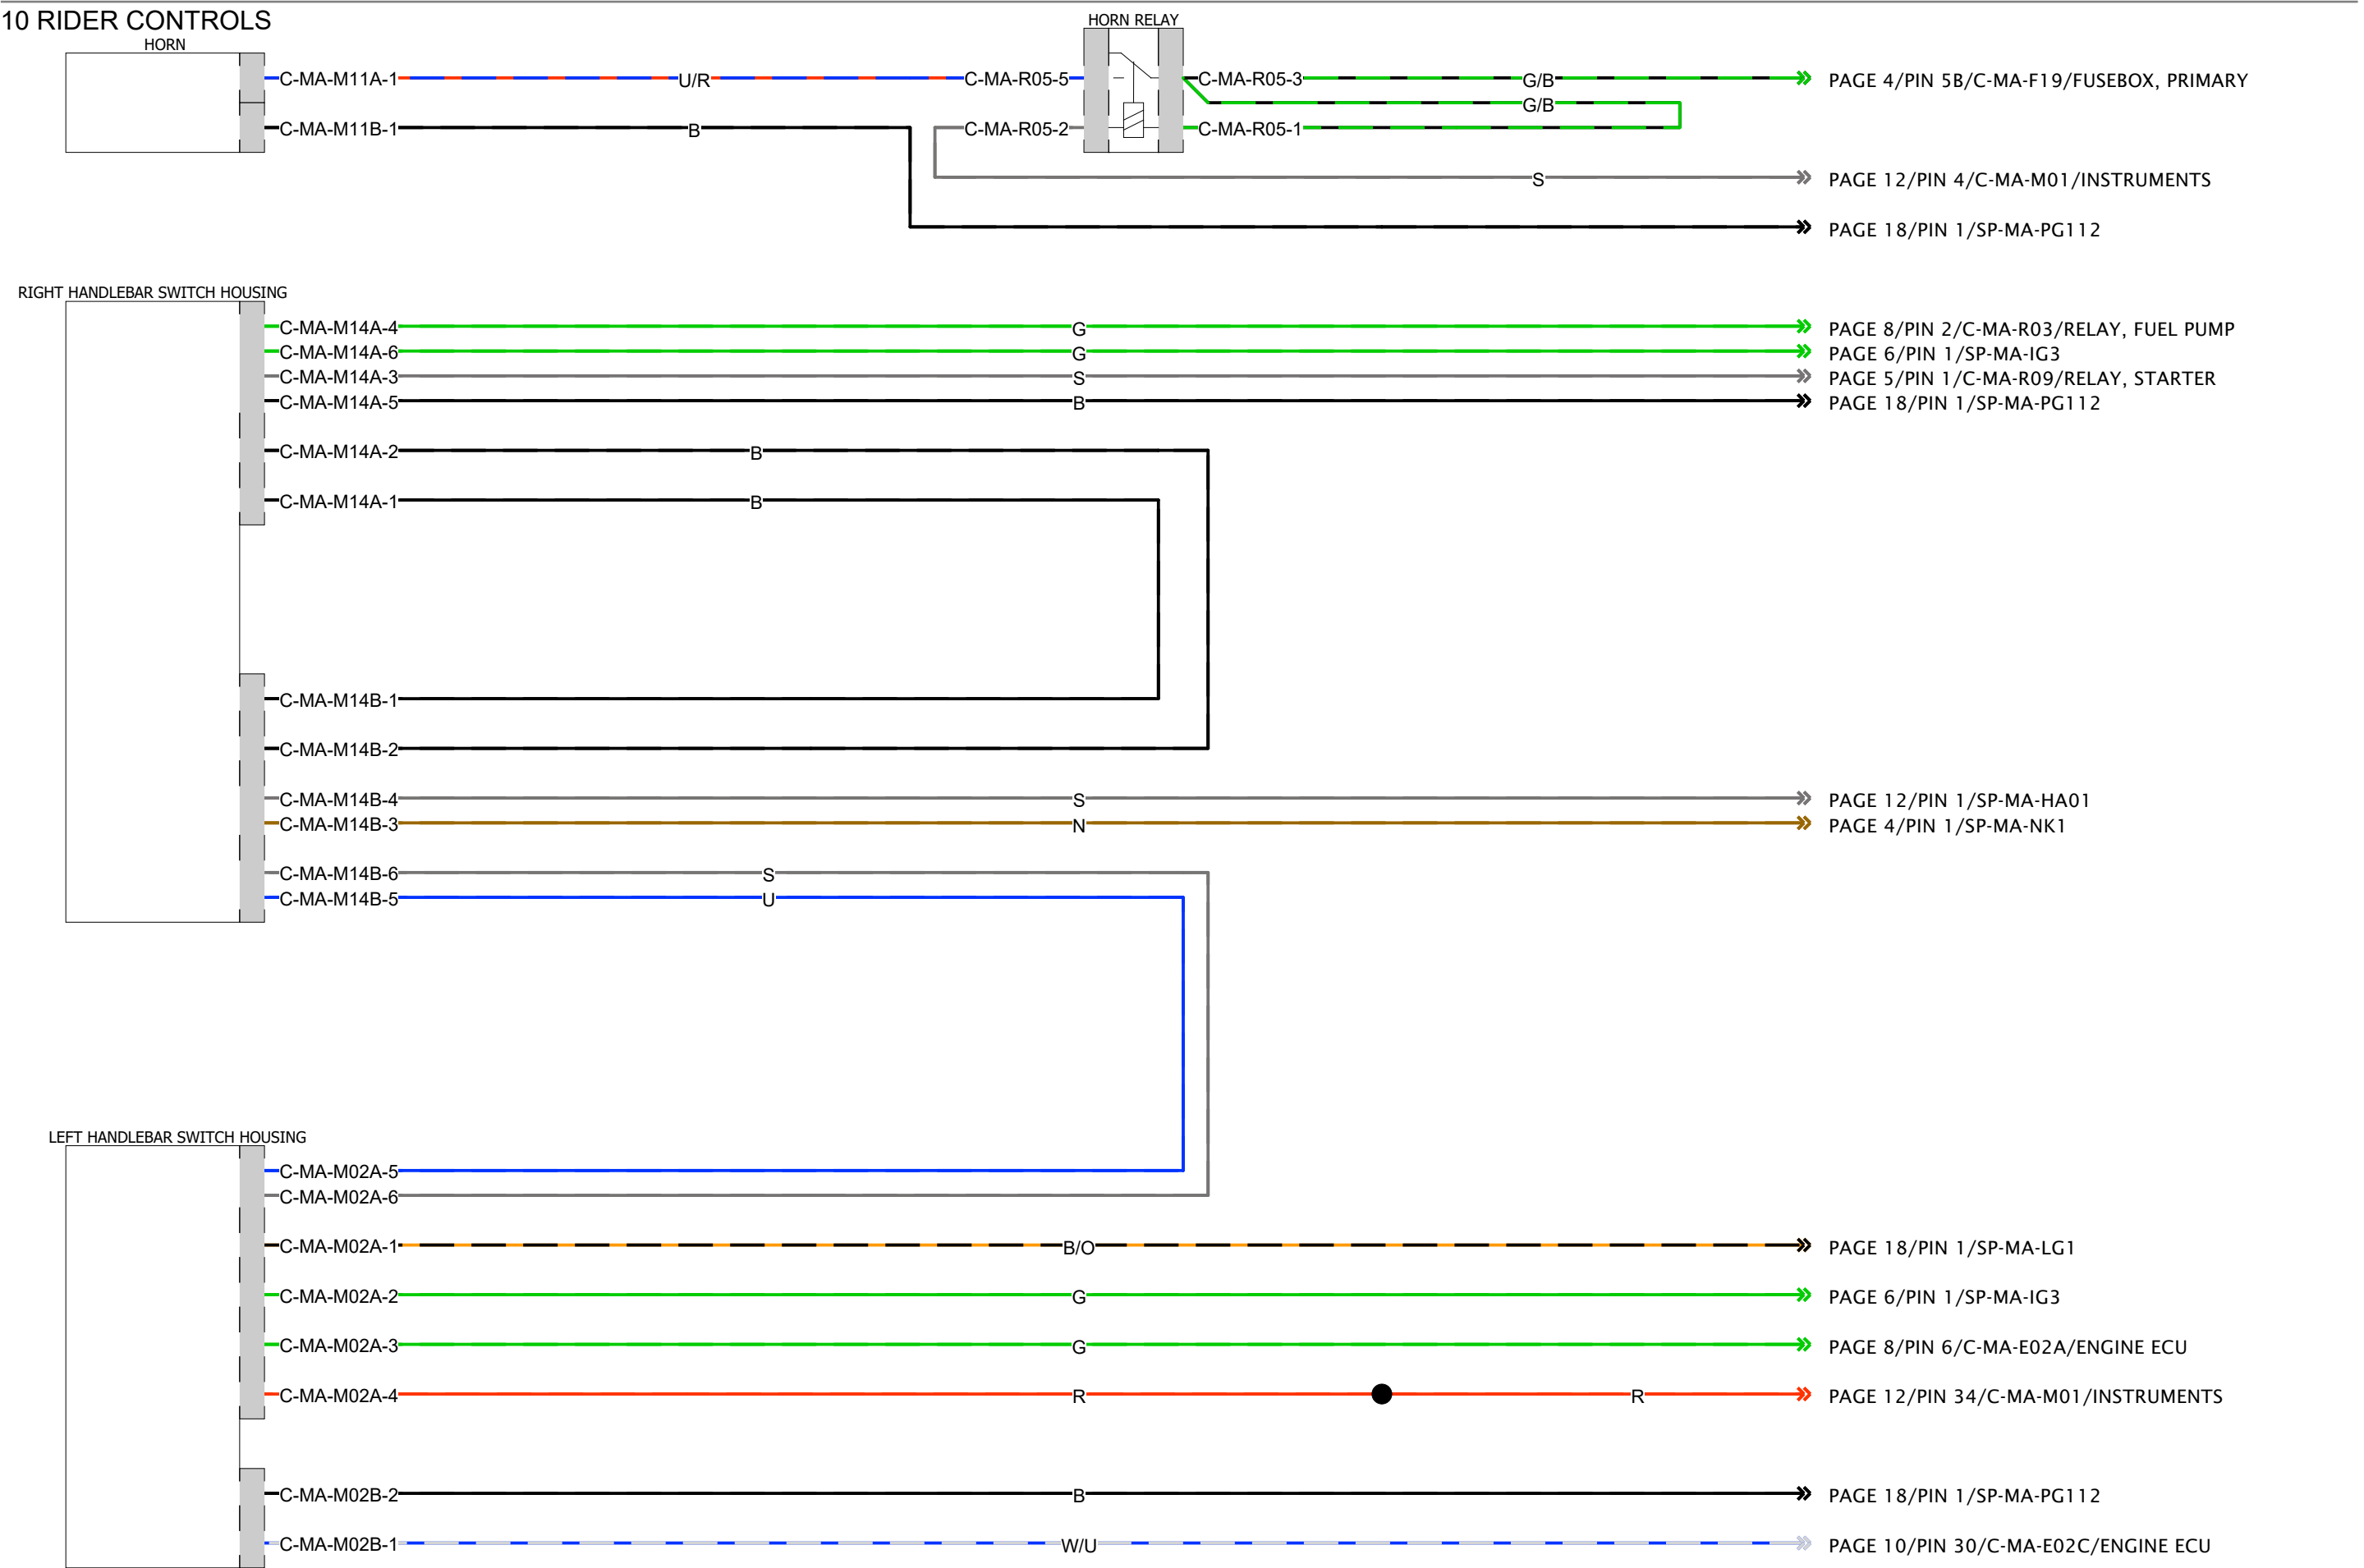 10 RIDER CONTROLS
HORN
HORN RELAY
C-MA-M11A-1 U/R C-MA-R05-5 C-MA-R05-3 G/B PAGE 4/PIN 5B/C-MA-F19/FUSEBOX, PRIMARY
G/B
C-MA-M11B-1 B C-MA-R05-2 C-MA-R05-1
S PAGE 12/PIN 4/C-MA-M01/INSTRUMENTS
PAGE 18/PIN 1/SP-MA-PG112
RIGHT HANDLEBAR SWITCH HOUSING
C-MA-M14A-4 G PAGE 8/PIN 2/C-MA-R03/RELAY, FUEL PUMP
C-MA-M14A-6 G PAGE 6/PIN 1/SP-MA-IG3
C-MA-M14A-3 S PAGE 5/PIN 1/C-MA-R09/RELAY, STARTER
C-MA-M14A-5 B PAGE 18/PIN 1/SP-MA-PG112
C-MA-M14A-2 B
C-MA-M14A-1 B
C-MA-M14B-1
C-MA-M14B-2
C-MA-M14B-4 S PAGE 12/PIN 1/SP-MA-HA01
C-MA-M14B-3 N PAGE 4/PIN 1/SP-MA-NK1
C-MA-M14B-6 S
C-MA-M14B-5 U
LEFT HANDLEBAR SWITCH HOUSING
C-MA-M02A-5
C-MA-M02A-6
C-MA-M02A-1 B/O PAGE 18/PIN 1/SP-MA-LG1
C-MA-M02A-2 G PAGE 6/PIN 1/SP-MA-IG3
C-MA-M02A-3 G PAGE 8/PIN 6/C-MA-E02A/ENGINE ECU
C-MA-M02A-4 R R PAGE 12/PIN 34/C-MA-M01/INSTRUMENTS
C-MA-M02B-2 B PAGE 18/PIN 1/SP-MA-PG112
C-MA-M02B-1 W/U PAGE 10/PIN 30/C-MA-E02C/ENGINE ECU